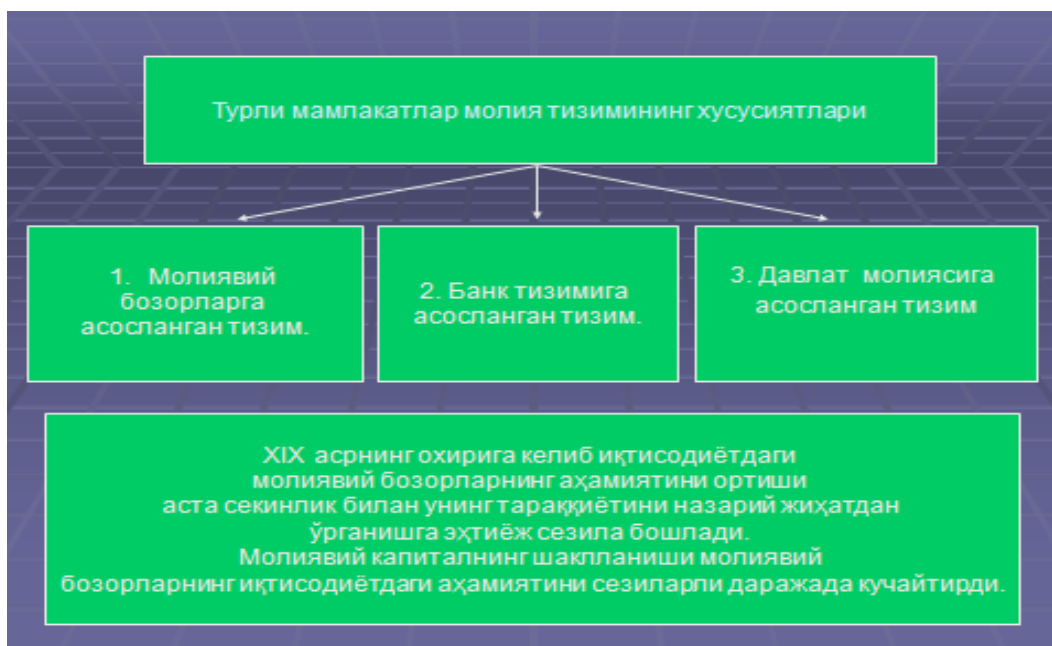 Турли мамлакатлар молия тизимининг хусусиятлари
1. Молиявий
бозорларга
асосланган тизим.
2. Банк тизимига
асосланган тизим.
3. Давлат молиясига
асосланган тизим
XIX асрнинг охирига келиб иқтисодиётдаги
молиявий бозорларнинг аҳамиятини ортиши
аста секинлик билан унинг тараққиётини назарий жиҳатдан
ўрганишга эҳтиёж сезила бошлади.
Молиявий капиталнинг шаклланиши молиявий
бозорларнинг иқтисодиётдаги аҳамиятини сезиларли даражада кучайтирди.